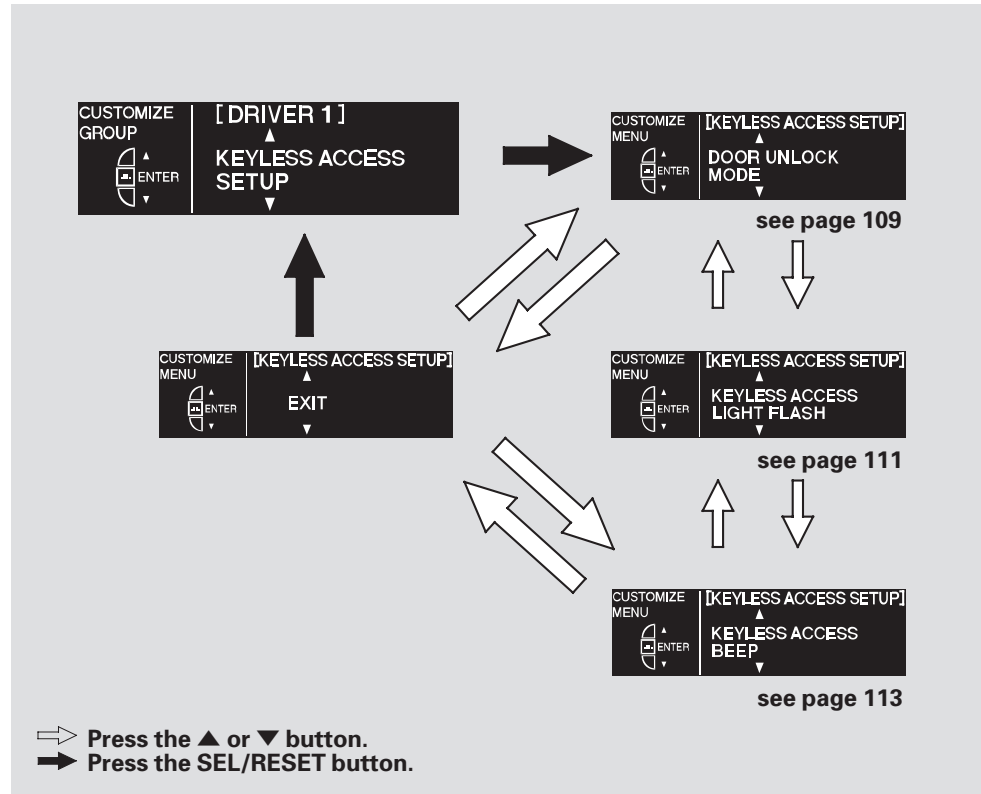 CUSTOMIZE
GROUP
▲
ENTER
▼
[ DRIVER 1 ]
▲
KEYLESS ACCESS
SETUP
▼
CUSTOMIZE
MENU
▲
ENTER
▼
[KEYLESS ACCESS SETUP]
▲
DOOR UNLOCK
MODE
▼
see page 109
CUSTOMIZE
MENU
▲
ENTER
▼
[KEYLESS ACCESS SETUP]
▲
EXIT
▼
CUSTOMIZE
MENU
▲
ENTER
▼
[KEYLESS ACCESS SETUP]
▲
KEYLESS ACCESS
LIGHT FLASH
▼
see page 111
CUSTOMIZE
MENU
▲
ENTER
▼
[KEYLESS ACCESS SETUP]
▲
KEYLESS ACCESS
BEEP
▼
see page 113
Press the ▲ or ▼ button.
Press the SEL/RESET button.